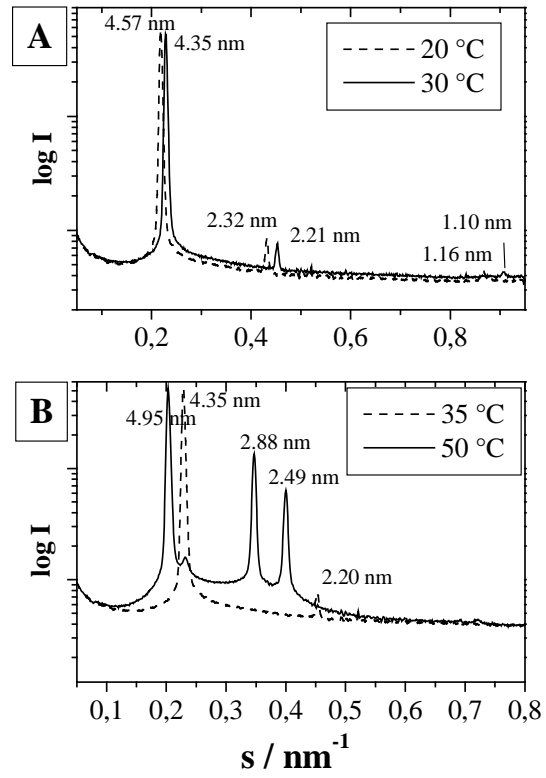 A
4.57 nm
4.35 nm
20 °C
30 °C
log I
2.32 nm
2.21 nm
1.10 nm
1.16 nm
0,2 0,4 0,6 0,8
B
4.95 nm
4.35 nm
35 °C
50 °C
2.88 nm
2.49 nm
log I
2.20 nm
0,1 0,2 0,3 0,4 0,5 0,6 0,7 0,8
s / nm⁻¹